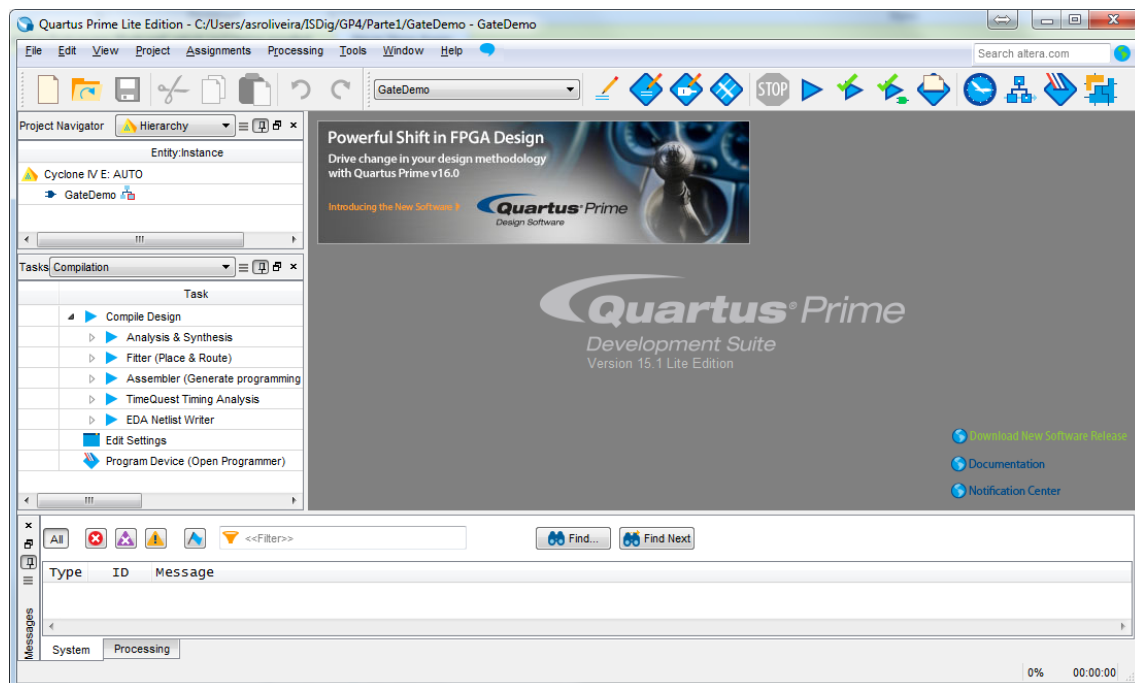 Quartus Prime Lite Edition - C:/Users/asroliveira/ISDig/GP4/Parte1/GateDemo - GateDemo
File Edit View Project Assignments Processing Tools Window Help
Search altera.com
GateDemo
STOP
Project Navigator Hierarchy
Entity:Instance
Cyclone IV E: AUTO
GateDemo
Tasks Compilation
Task
Compile Design
Analysis & Synthesis
Fitter (Place & Route)
Assembler (Generate programming
TimeQuest Timing Analysis
EDA Netlist Writer
Edit Settings
Program Device (Open Programmer)
Powerful Shift in FPGA Design
Drive change in your design methodology
with Quartus Prime v16.0
Introducing the New Software
Quartus Prime
Design Software
Quartus Prime
Development Suite
Version 15.1 Lite Edition
Download New Software Release
Documentation
Notification Center
All <<Filter>> Find... Find Next
Type ID Message
Messages
System Processing
0% 00:00:00